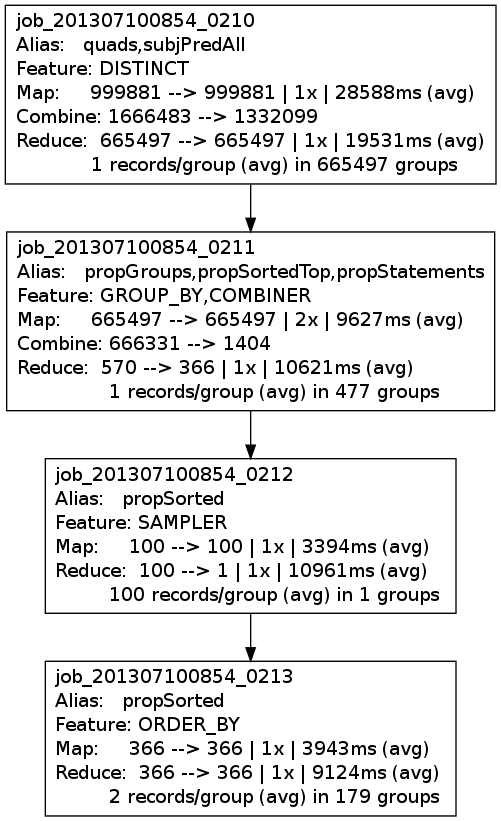 job_201307100854_0210
Alias: quads,subjPredAll
Feature: DISTINCT
Map: 999881 --> 999881 | 1x | 28588ms (avg)
Combine: 1666483 --> 1332099
Reduce: 665497 --> 665497 | 1x | 19531ms (avg)
1 records/group (avg) in 665497 groups
job_201307100854_0211
Alias: propGroups,propSortedTop,propStatements
Feature: GROUP_BY,COMBINER
Map: 665497 --> 665497 | 2x | 9627ms (avg)
Combine: 666331 --> 1404
Reduce: 570 --> 366 | 1x | 10621ms (avg)
1 records/group (avg) in 477 groups
job_201307100854_0212
Alias: propSorted
Feature: SAMPLER
Map: 100 --> 100 | 1x | 3394ms (avg)
Reduce: 100 --> 1 | 1x | 10961ms (avg)
100 records/group (avg) in 1 groups
job_201307100854_0213
Alias: propSorted
Feature: ORDER_BY
Map: 366 --> 366 | 1x | 3943ms (avg)
Reduce: 366 --> 366 | 1x | 9124ms (avg)
2 records/group (avg) in 179 groups